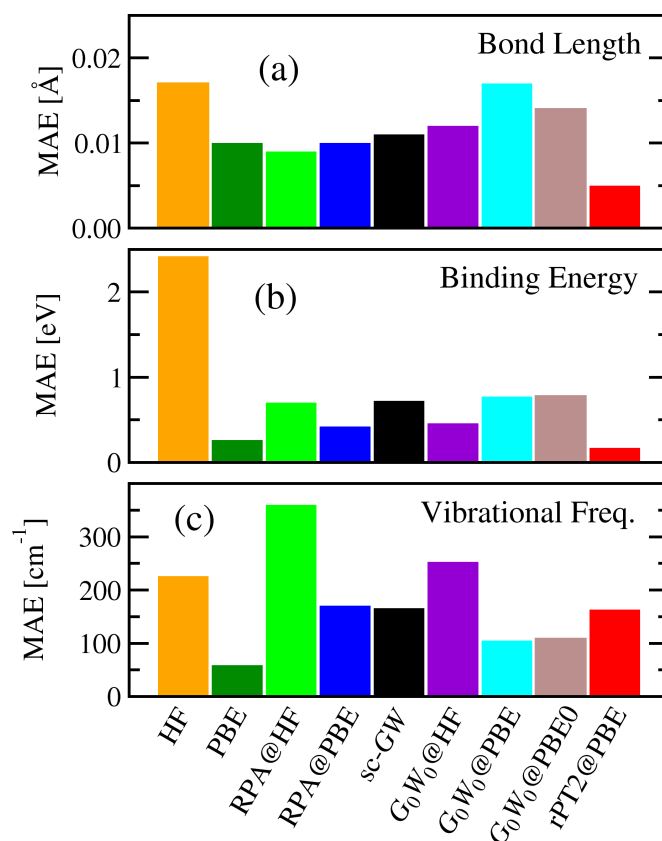 Bond Length
(a)
MAE [Å]
0.02
0.01
0.00
Binding Energy
(b)
MAE [eV]
2
1
0
Vibrational Freq.
(c)
MAE [cm⁻¹]
300
200
100
0
HF
PBE
RPA@HF
RPA@PBE
sc-GW
G₀W₀@HF
G₀W₀@PBE
G₀W₀@PBE0
rPT2@PBE